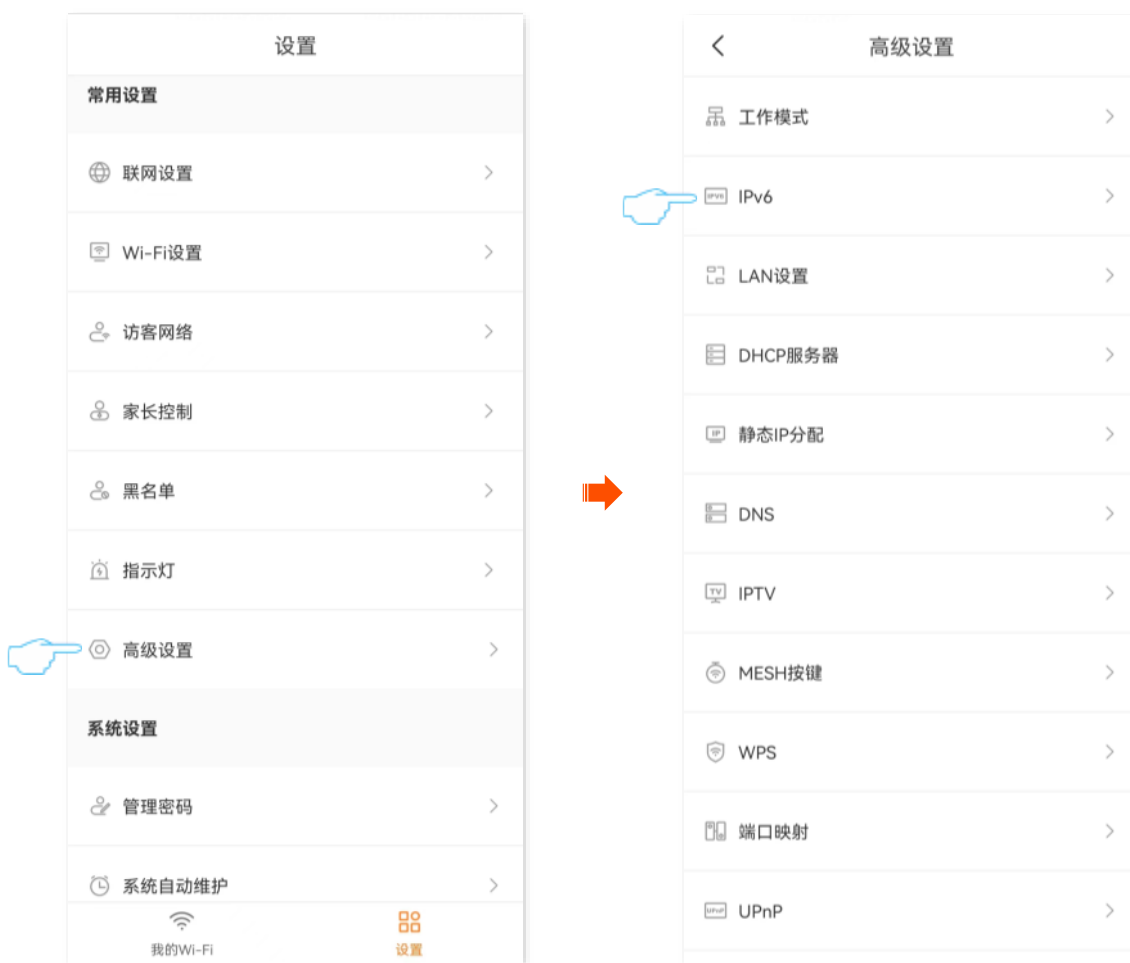 设置
常用设置
联网设置
Wi-Fi设置
访客网络
家长控制
黑名单
指示灯
高级设置
系统设置
管理密码
系统自动维护
我的Wi-Fi
设置
高级设置
工作模式
IPV6
IPv6
LAN设置
DHCP服务器
IP
静态IP分配
DNS
TV
IPTV
MESH按键
WPS
端口映射
UPnP
UPnP